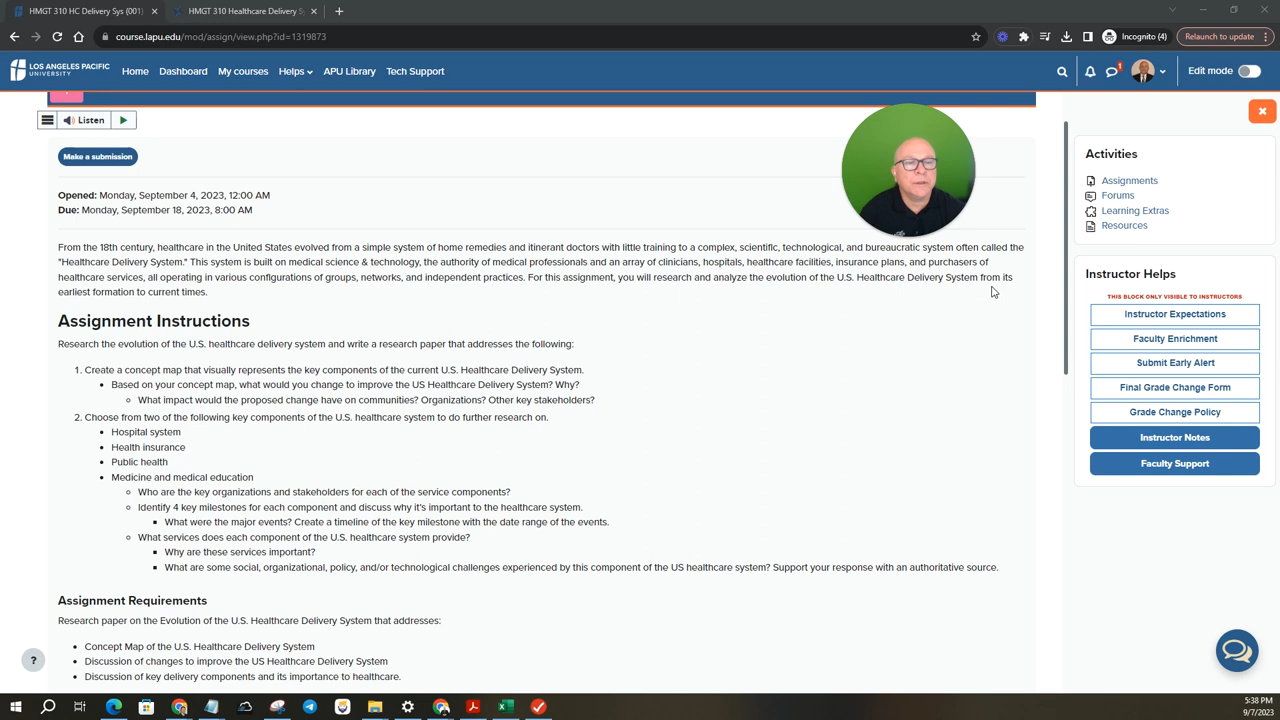 HMGT 310 HC Delivery Sys (001)
HMGT 310 Healthcare Delivery S
course.lapu.edu/mod/assign/view.php?id=1319873
Incognito (4)
Relaunch to update
LOS ANGELES PACIFIC
UNIVERSITY
Home
Dashboard
My courses
Helps
APU Library
Tech Support
1
Edit mode
Listen
Make a submission
Opened: Monday, September 4, 2023, 12:00 AM
Due: Monday, September 18, 2023, 8:00 AM
From the 18th century, healthcare in the United States evolved from a simple system of home remedies and itinerant doctors with little training to a complex, scientific, technological, and bureaucratic system often called the
"Healthcare Delivery System." This system is built on medical science & technology, the authority of medical professionals and an array of clinicians, hospitals, healthcare facilities, insurance plans, and purchasers of
healthcare services, all operating in various configurations of groups, networks, and independent practices. For this assignment, you will research and analyze the evolution of the U.S. Healthcare Delivery System from its
earliest formation to current times.
Assignment Instructions
Research the evolution of the U.S. healthcare delivery system and write a research paper that addresses the following:
1. Create a concept map that visually represents the key components of the current U.S. Healthcare Delivery System.
• Based on your concept map, what would you change to improve the US Healthcare Delivery System? Why?
What impact would the proposed change have on communities? Organizations? Other key stakeholders?
2. Choose from two of the following key components of the U.S. healthcare system to do further research on.
• Hospital system
• Health insurance
• Public health
• Medicine and medical education
Who are the key organizations and stakeholders for each of the service components?
Identify 4 key milestones for each component and discuss why it's important to the healthcare system.
What were the major events? Create a timeline of the key milestone with the date range of the events.
What services does each component of the U.S. healthcare system provide?
Why are these services important?
What are some social, organizational, policy, and/or technological challenges experienced by this component of the US healthcare system? Support your response with an authoritative source.
Assignment Requirements
Research paper on the Evolution of the U.S. Healthcare Delivery System that addresses:
• Concept Map of the U.S. Healthcare Delivery System
• Discussion of changes to improve the US Healthcare Delivery System
• Discussion of key delivery components and its importance to healthcare.
Activities
Assignments
Forums
Learning Extras
Resources
Instructor Helps
THIS BLOCK ONLY VISIBLE TO INSTRUCTORS
Instructor Expectations
Faculty Enrichment
Submit Early Alert
Final Grade Change Form
Grade Change Policy
Instructor Notes
Faculty Support
?
5:38 PM
9/7/2023